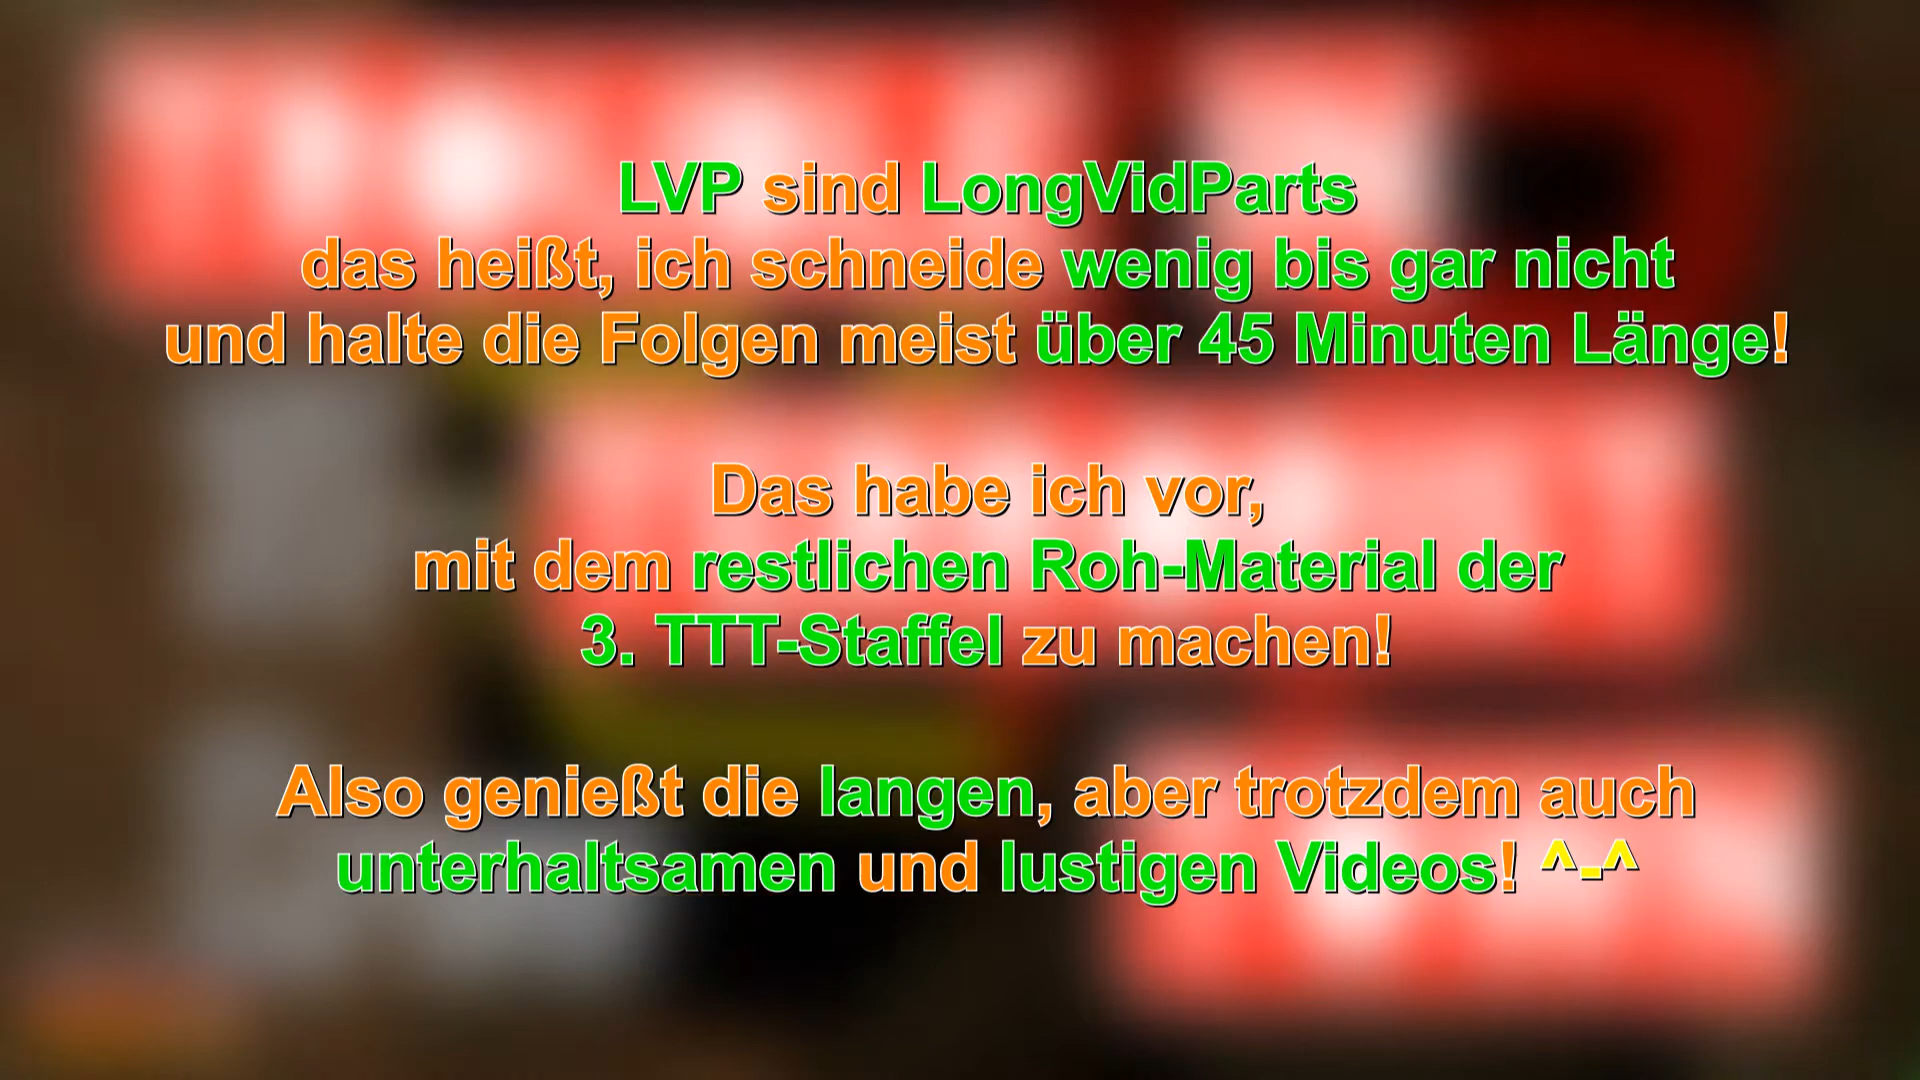 LVP sind LongVidParts
das heißt, ich schneide wenig bis gar nicht
und halte die Folgen meist über 45 Minuten Länge!
Das habe ich vor,
mit dem restlichen Roh-Material der
3. TTT-Staffel zu machen!
Also genießt die langen, aber trotzdem auch
unterhaltsamen und lustigen Videos! ^-^